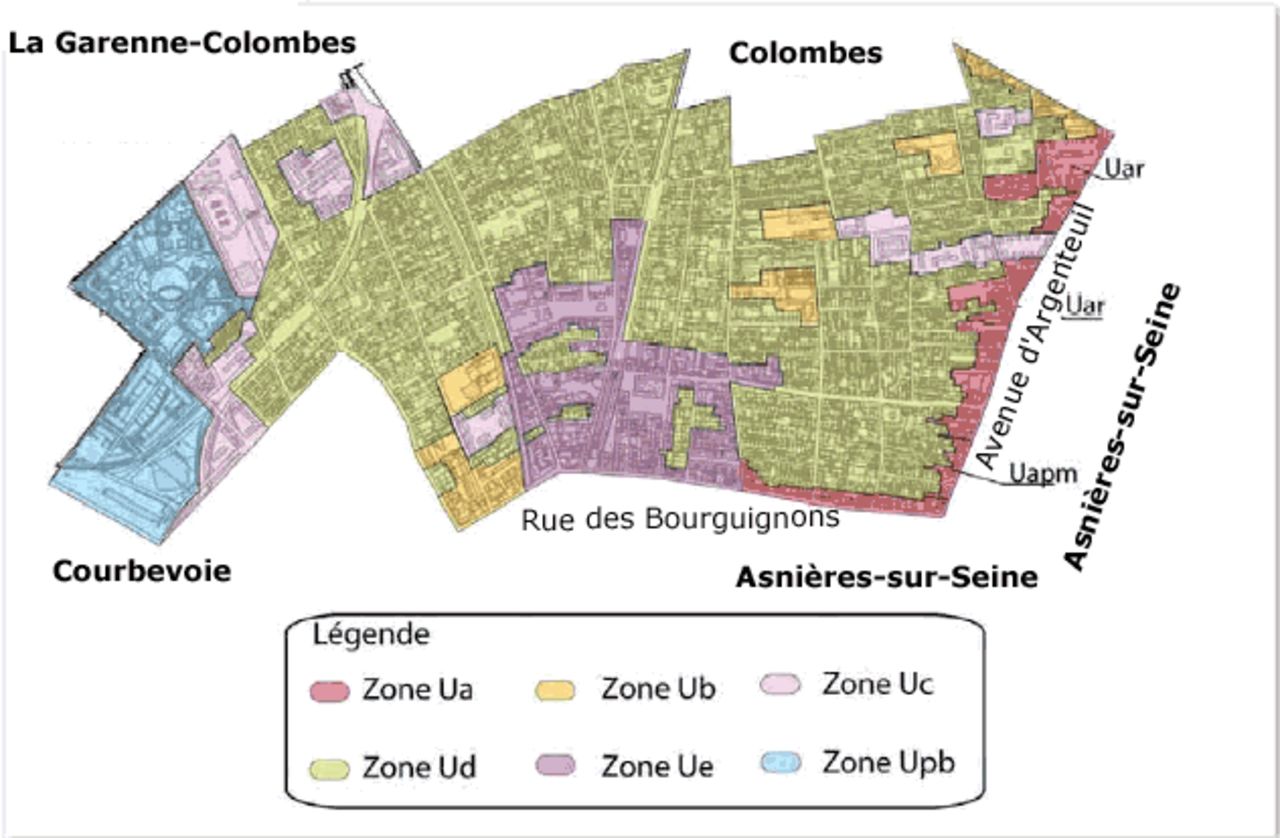 La Garenne-Colombes
Colombes
Uar
Avenue d'Argenteuil
Uar
Asnières-sur-Seine
Uapm
Rue des Bourguignons
Courbevoie
Asnières-sur-Seine
Légende
Zone Ua
Zone Ub
Zone Uc
Zone Ud
Zone Ue
Zone Upb